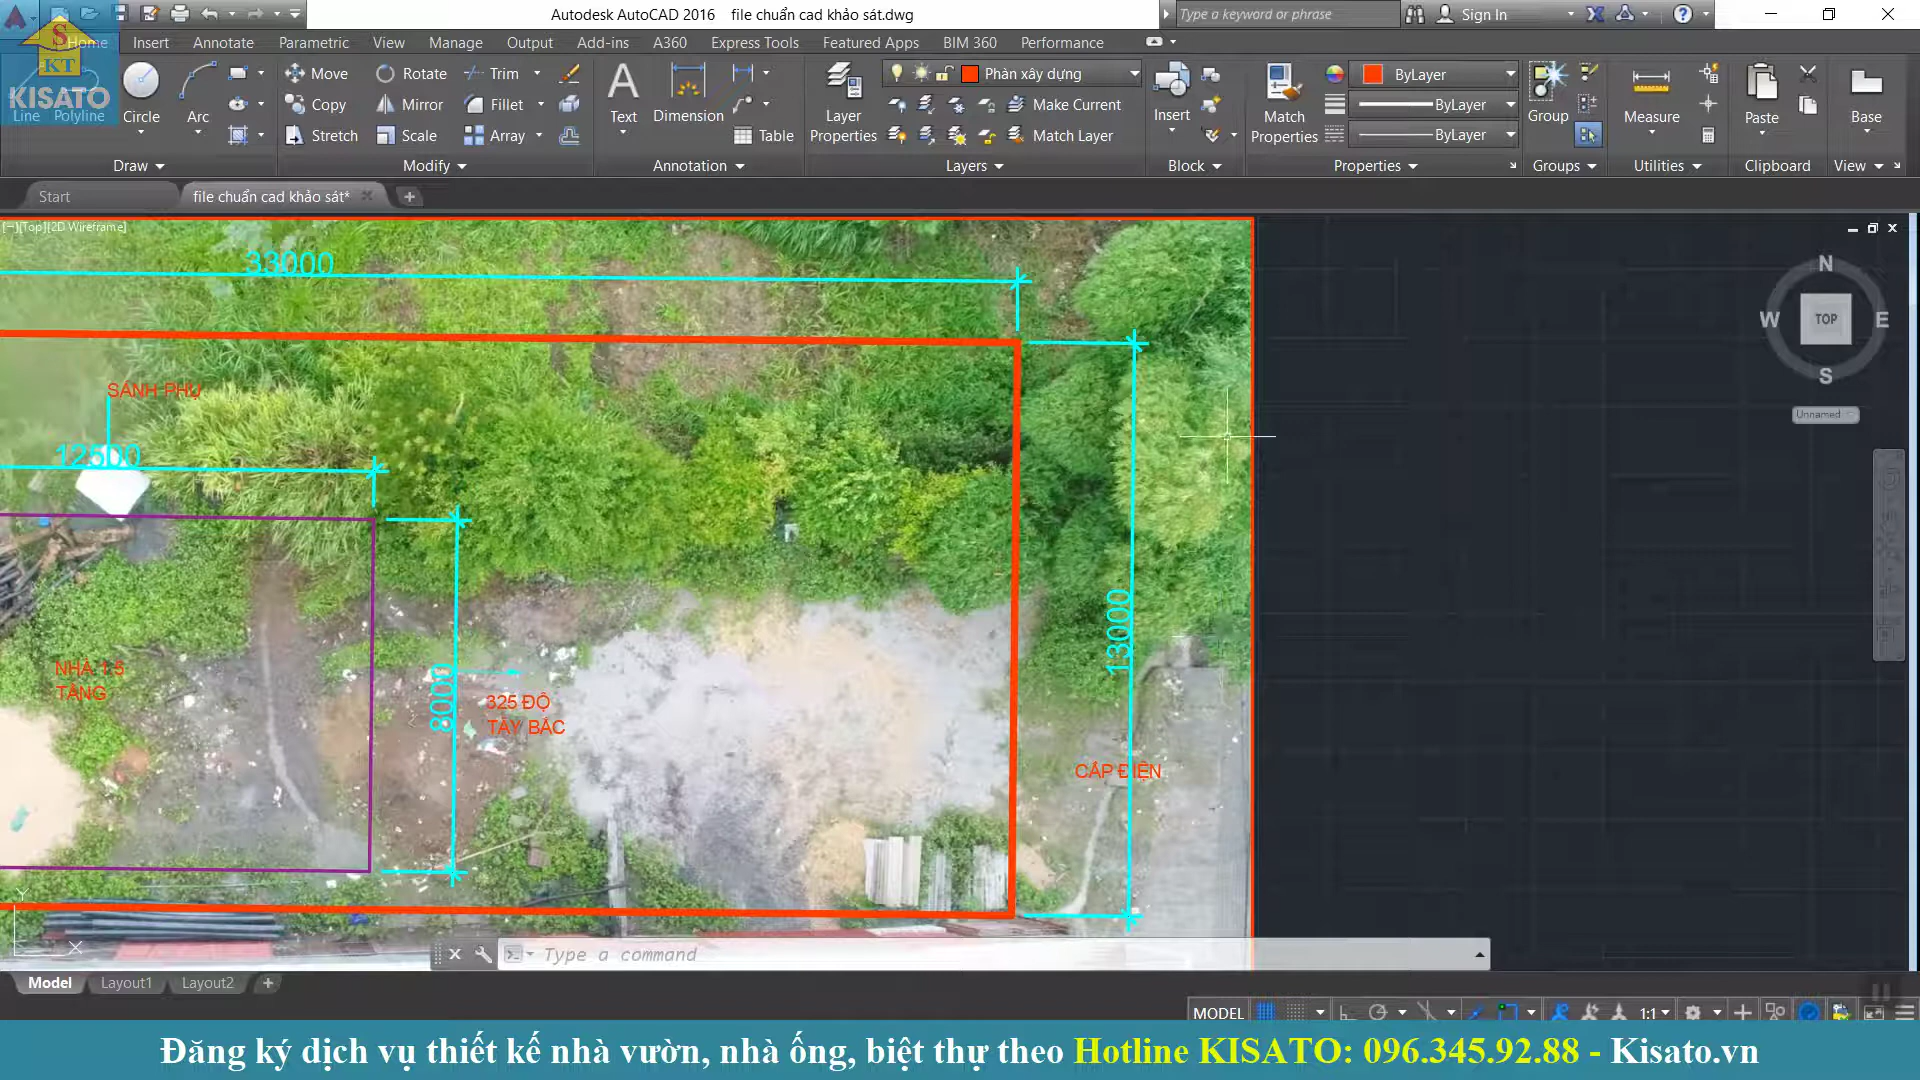 Autodesk AutoCAD 2016 file chuẩn cad khảo sát.dwg
Type a keyword or phrase
Sign In
Home Insert Annotate Parametric View Manage Output Add-ins A360 Express Tools Featured Apps BIM 360 Performance
S
KT
KISATO
Line Polyline Circle Arc
Move Rotate Trim
Copy Mirror Fillet
Stretch Scale Array
Text Dimension Table
Layer Properties
Phàn xây dựng
Make Current
Match Layer
Insert
Match Properties
ByLayer
ByLayer
ByLayer
Group Measure Paste Base
Draw Modify Annotation Layers Block Properties Groups Utilities Clipboard View
Start file chuẩn cad khảo sát*
[−][Top][2D Wireframe]
33000
N
W TOP E
S
Unnamed
SẢNH PHỤ
12500
13000
NHÀ 1.5
TẦNG
8000
325 ĐỘ
TÂY BẮC
CẤP ĐIỆN
Y
X
Type a command
Model Layout1 Layout2
MODEL 1:1
Đăng ký dịch vụ thiết kế nhà vườn, nhà ống, biệt thự theo Hotline KISATO: 096.345.92.88 - Kisato.vn